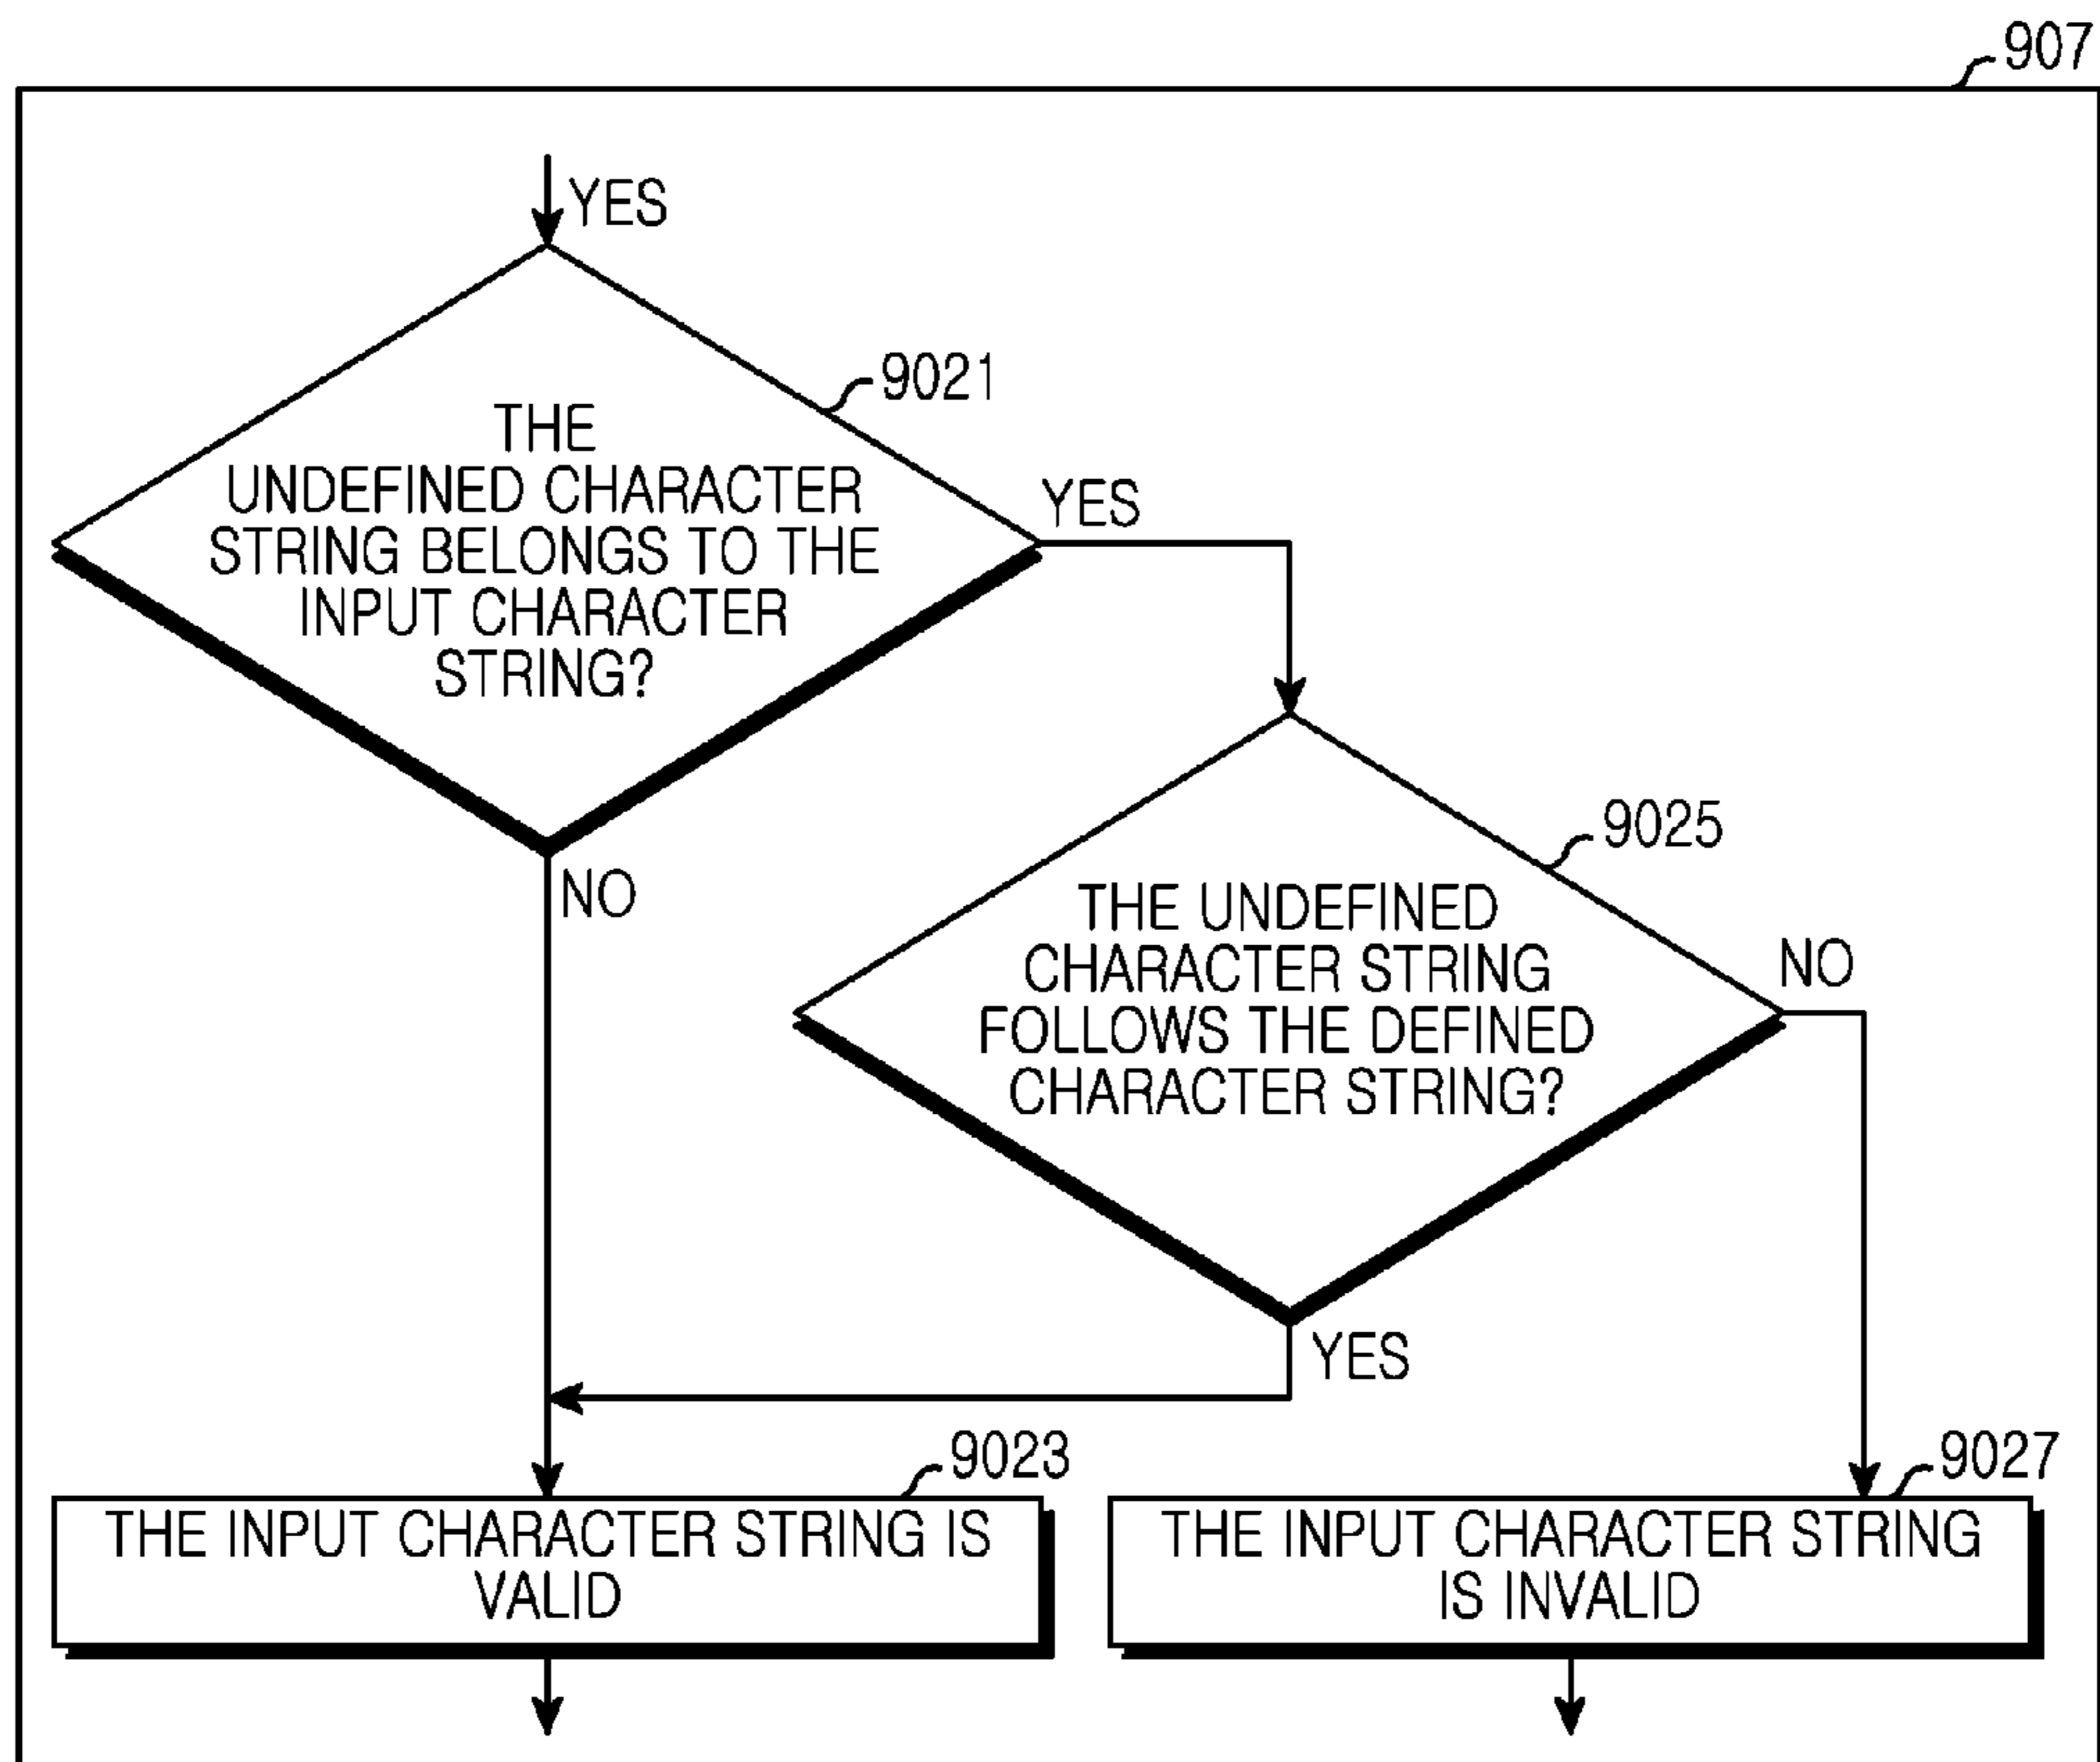 907
YES
9021
THE
UNDEFINED CHARACTER
STRING BELONGS TO THE
INPUT CHARACTER
STRING?
YES
NO
9025
THE UNDEFINED
CHARACTER STRING
FOLLOWS THE DEFINED
CHARACTER STRING?
NO
YES
9023
THE INPUT CHARACTER STRING IS
VALID
9027
THE INPUT CHARACTER STRING
IS INVALID